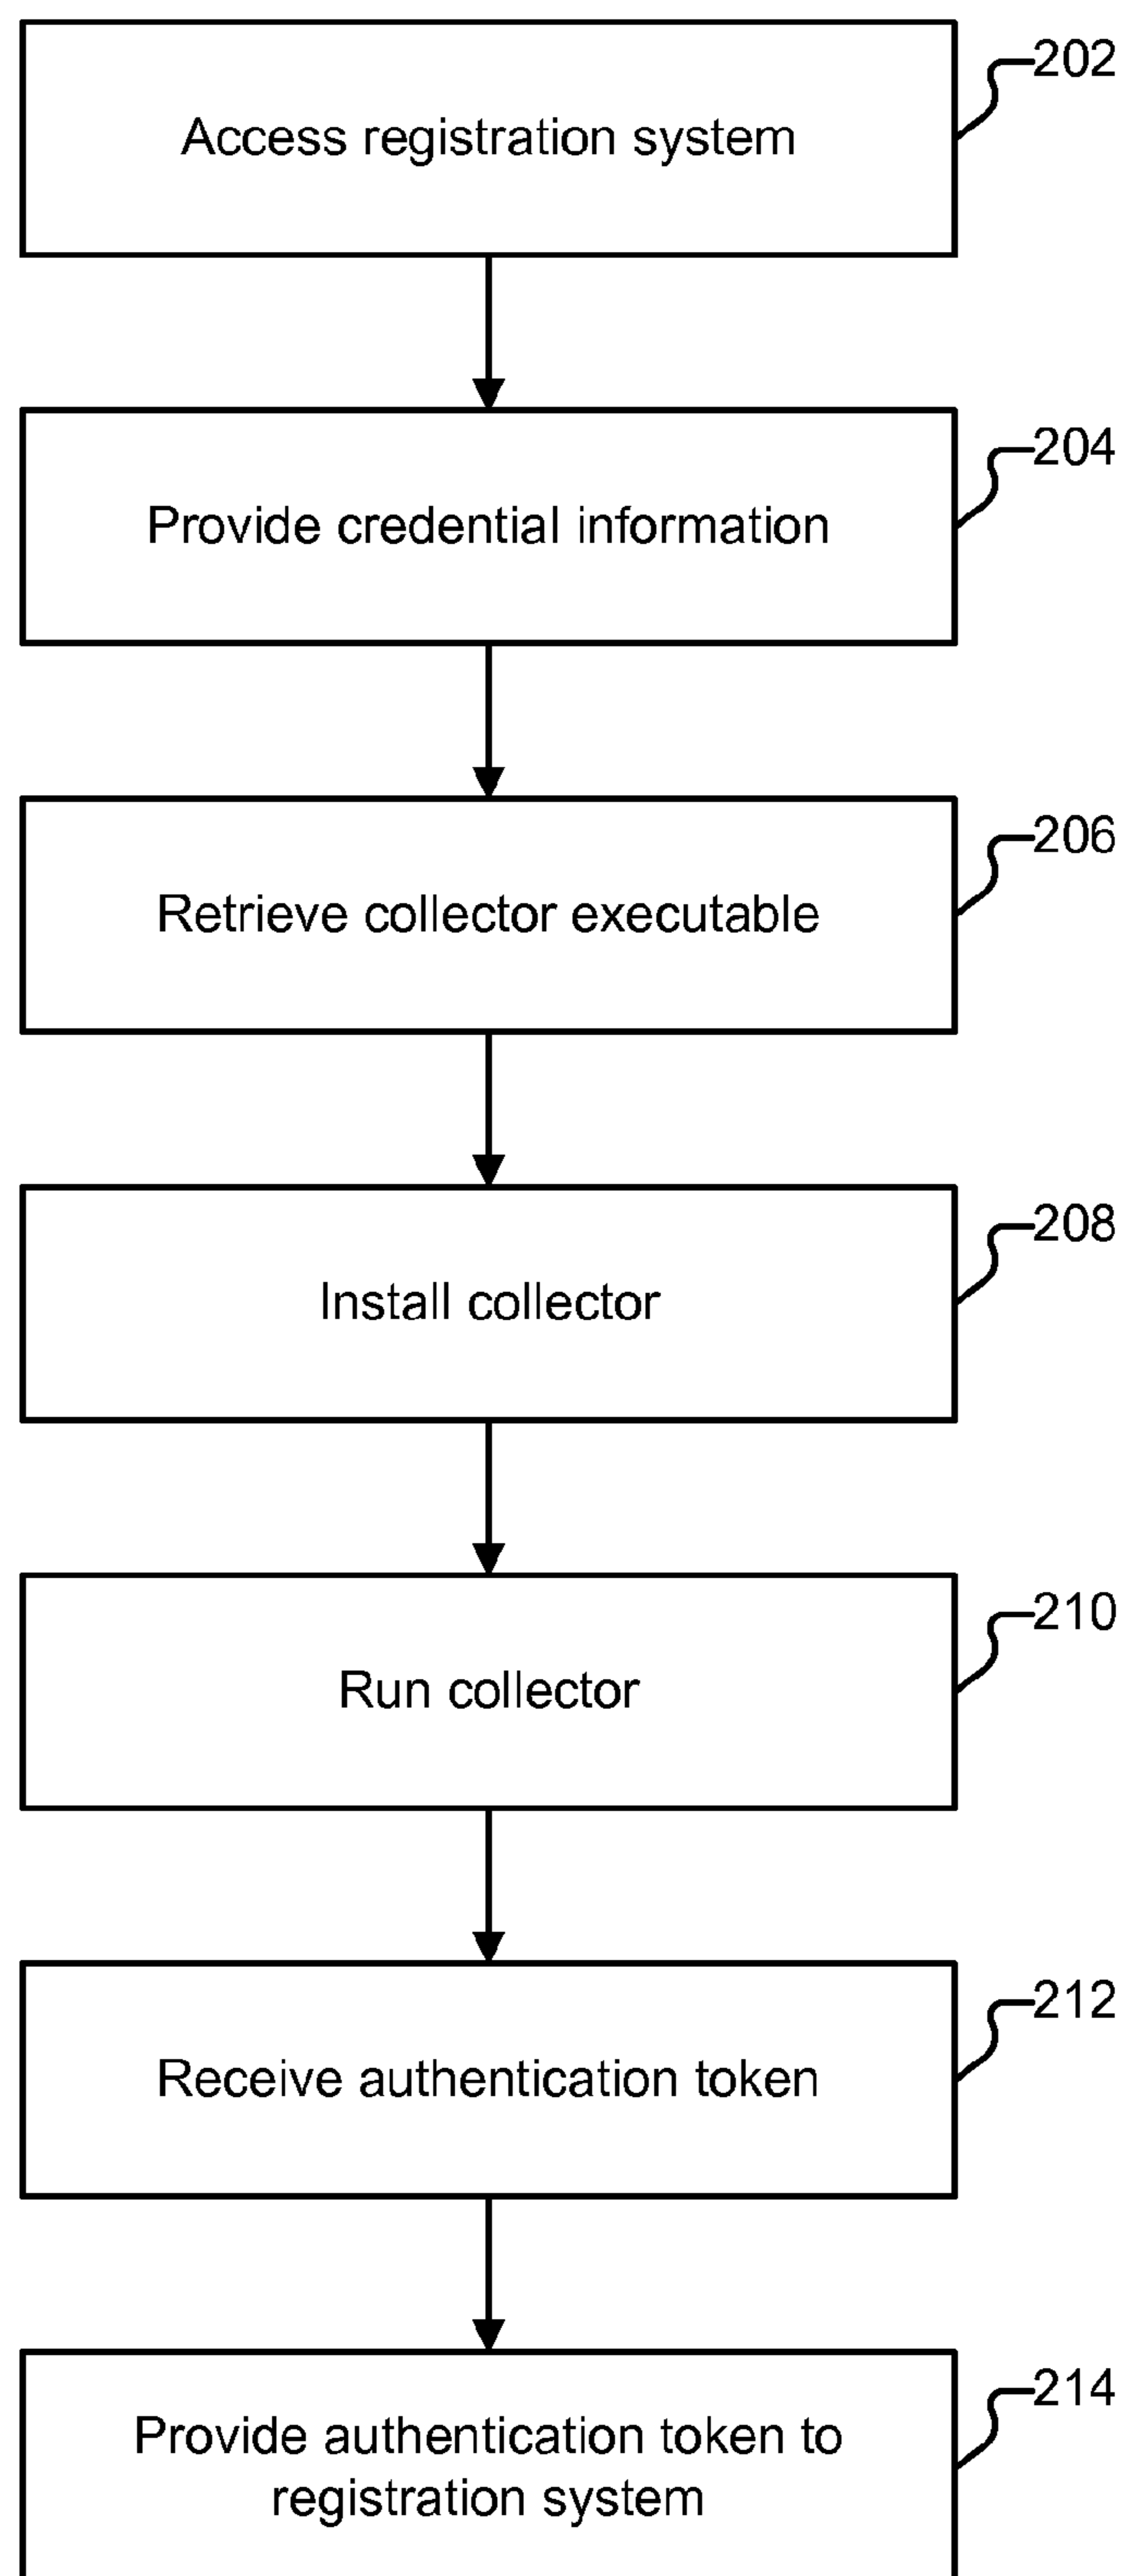 202
Access registration system
204
Provide credential information
206
Retrieve collector executable
208
Install collector
210
Run collector
212
Receive authentication token
214
Provide authentication token to
registration system